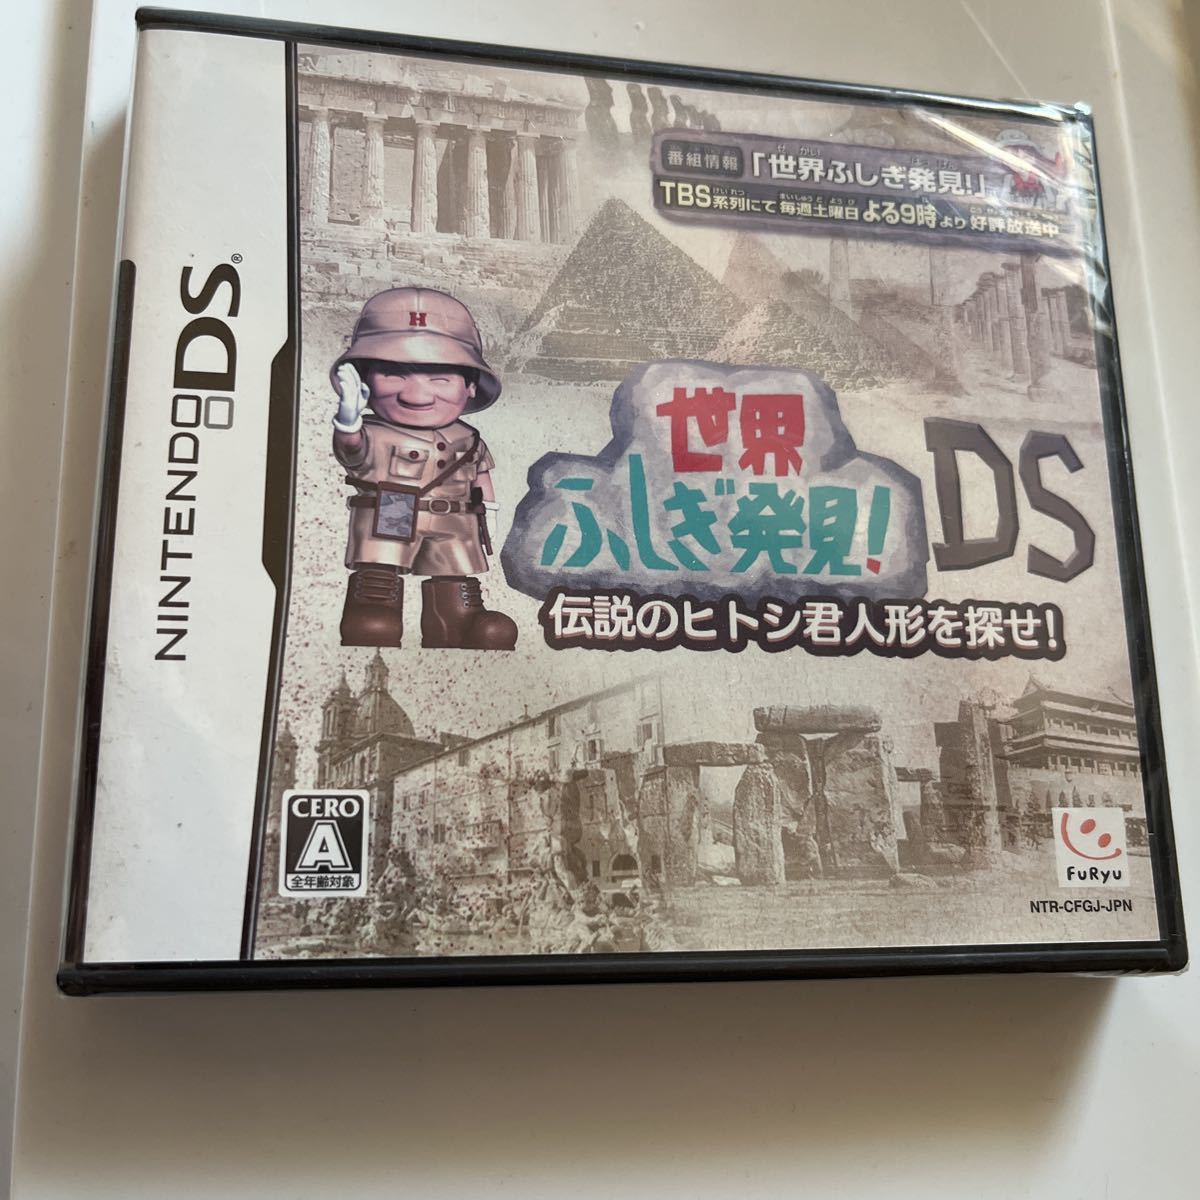 NINTENDO DS®
番組情報 「世界ふしぎ発見!」
TBS系列にて毎週土曜日よる9時より好評放送中
H
世界
ふしぎ発見!
DS
伝説のヒトシ君人形を探せ!
CERO
A
全年齢対象
FuRyu
NTR-CFGJ-JPN